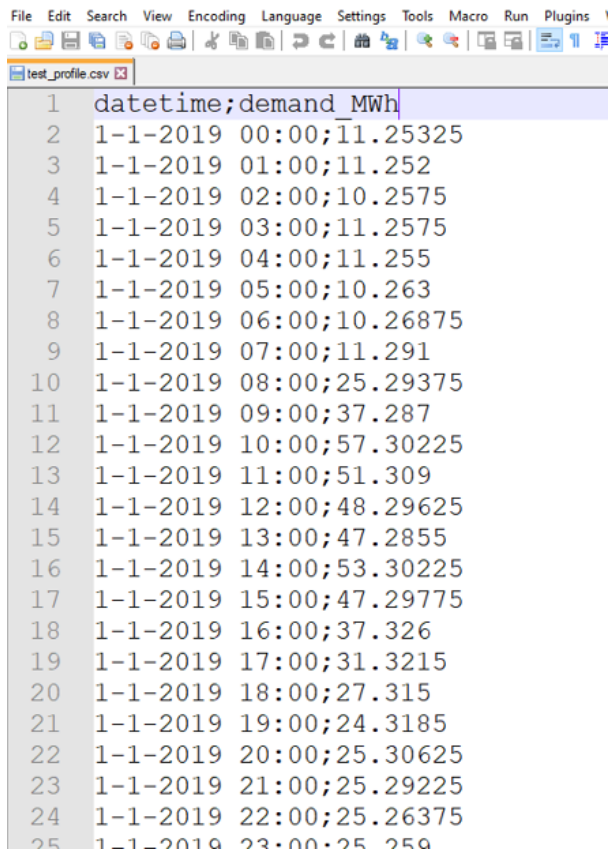 File Edit Search View Encoding Language Settings Tools Macro Run Plugins
test_profile.csv
1 datetime;demand_MWh
2 1-1-2019 00:00;11.25325
3 1-1-2019 01:00;11.252
4 1-1-2019 02:00;10.2575
5 1-1-2019 03:00;11.2575
6 1-1-2019 04:00;11.255
7 1-1-2019 05:00;10.263
8 1-1-2019 06:00;10.26875
9 1-1-2019 07:00;11.291
10 1-1-2019 08:00;25.29375
11 1-1-2019 09:00;37.287
12 1-1-2019 10:00;57.30225
13 1-1-2019 11:00;51.309
14 1-1-2019 12:00;48.29625
15 1-1-2019 13:00;47.2855
16 1-1-2019 14:00;53.30225
17 1-1-2019 15:00;47.29775
18 1-1-2019 16:00;37.326
19 1-1-2019 17:00;31.3215
20 1-1-2019 18:00;27.315
21 1-1-2019 19:00;24.3185
22 1-1-2019 20:00;25.30625
23 1-1-2019 21:00;25.29225
24 1-1-2019 22:00;25.26375
25 1-1-2019 23:00;25.259